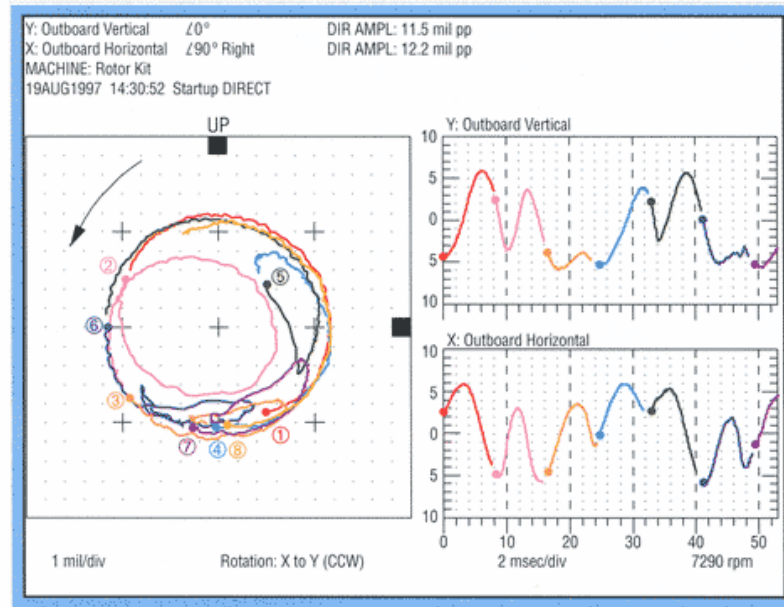 Y: Outboard Vertical ∠0° DIR AMPL: 11.5 mil pp
X: Outboard Horizontal ∠90° Right DIR AMPL: 12.2 mil pp
MACHINE: Rotor Kit
19AUG1997 14:30:52 Startup DIRECT
UP
②
⑤
⑥
③
①
⑦ ④ ⑧
Y: Outboard Vertical
10
5
0
5
10
X: Outboard Horizontal
10
5
0
5
10
0 10 20 30 40 50
1 mil/div Rotation: X to Y (CCW) 2 msec/div 7290 rpm